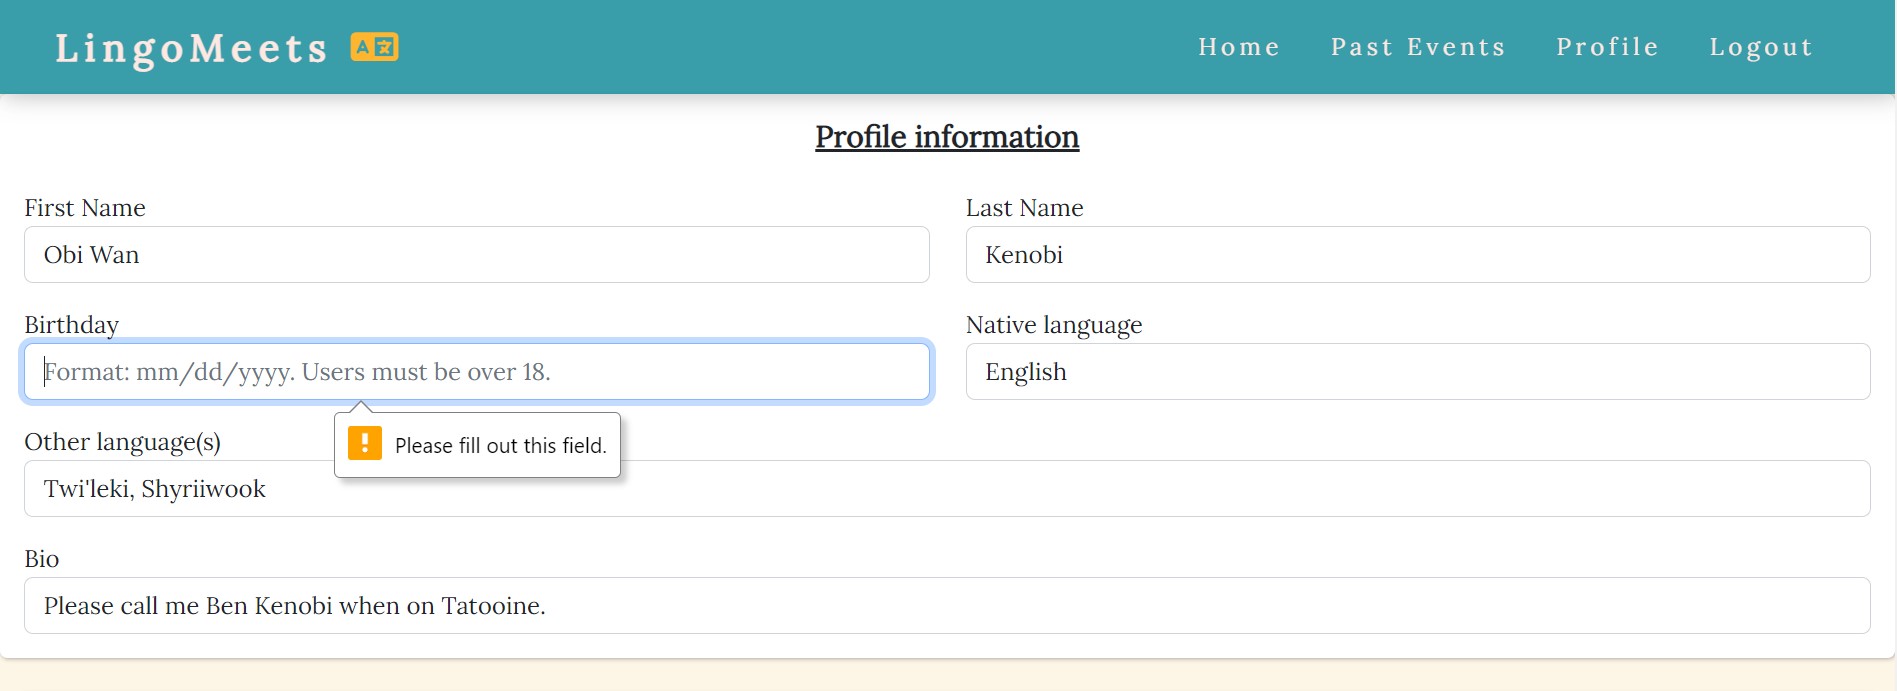 LingoMeets
Home Past Events Profile Logout
Profile information
First Name
Obi Wan
Last Name
Kenobi
Birthday
Format: mm/dd/yyyy. Users must be over 18.
Please fill out this field.
Native language
English
Other language(s)
Twi'leki, Shyriiwook
Bio
Please call me Ben Kenobi when on Tatooine.